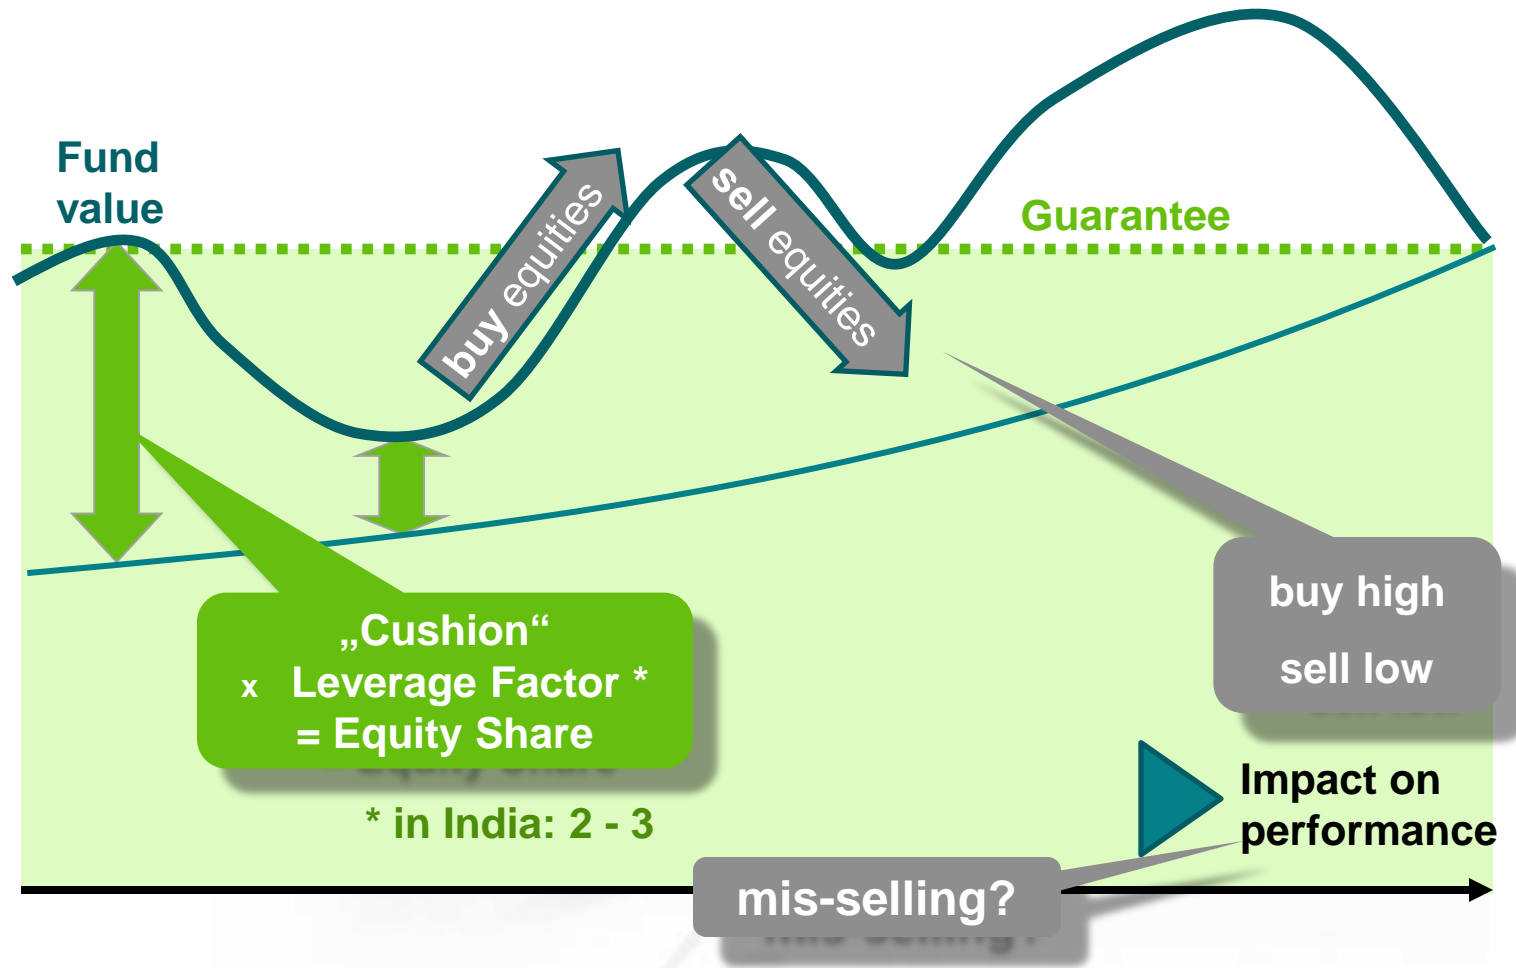 Fund
value
buy equities
sell equities
Guarantee
„Cushion“
x Leverage Factor *
= Equity Share
* in India: 2 - 3
buy high
sell low
Impact on
performance
mis-selling?